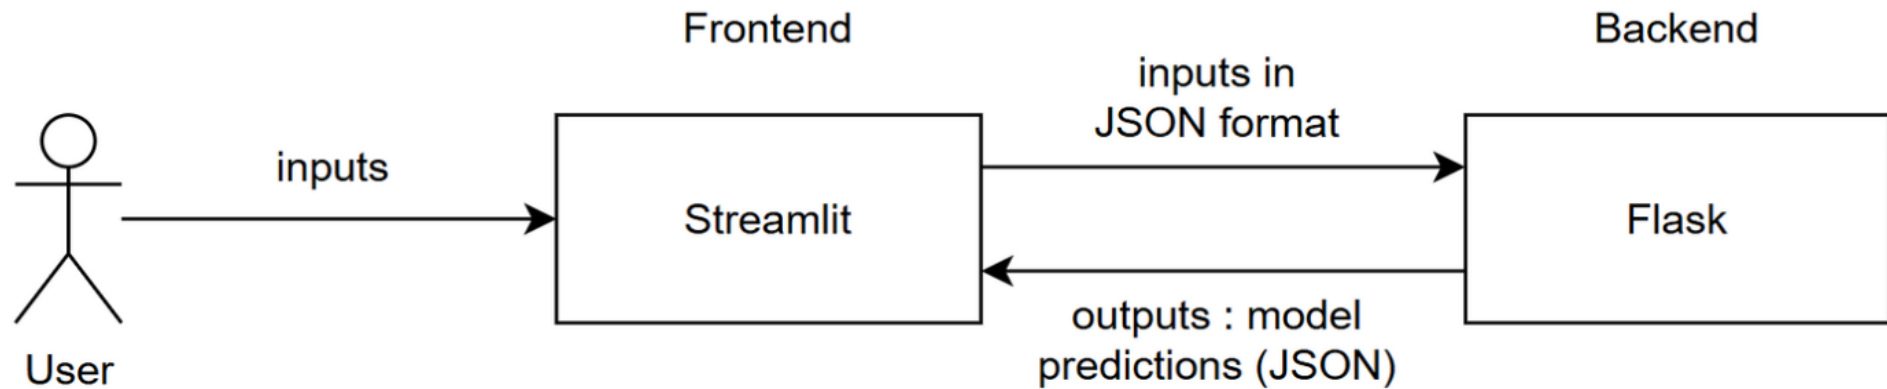 Frontend
Backend
inputs in
JSON format
inputs
Streamlit
Flask
outputs : model
predictions (JSON)
User